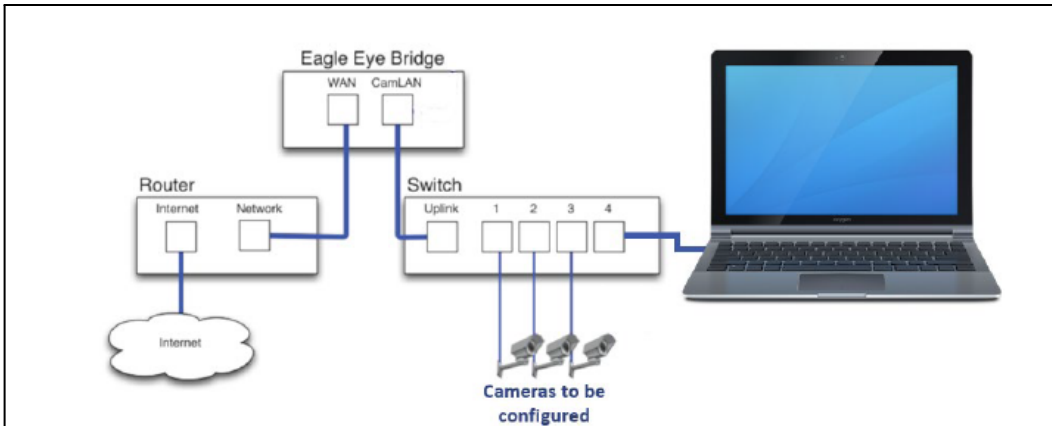 Eagle Eye Bridge
WAN CamLAN
Router
Internet Network
Switch
Uplink 1 2 3 4
Internet
Cameras to be
configured